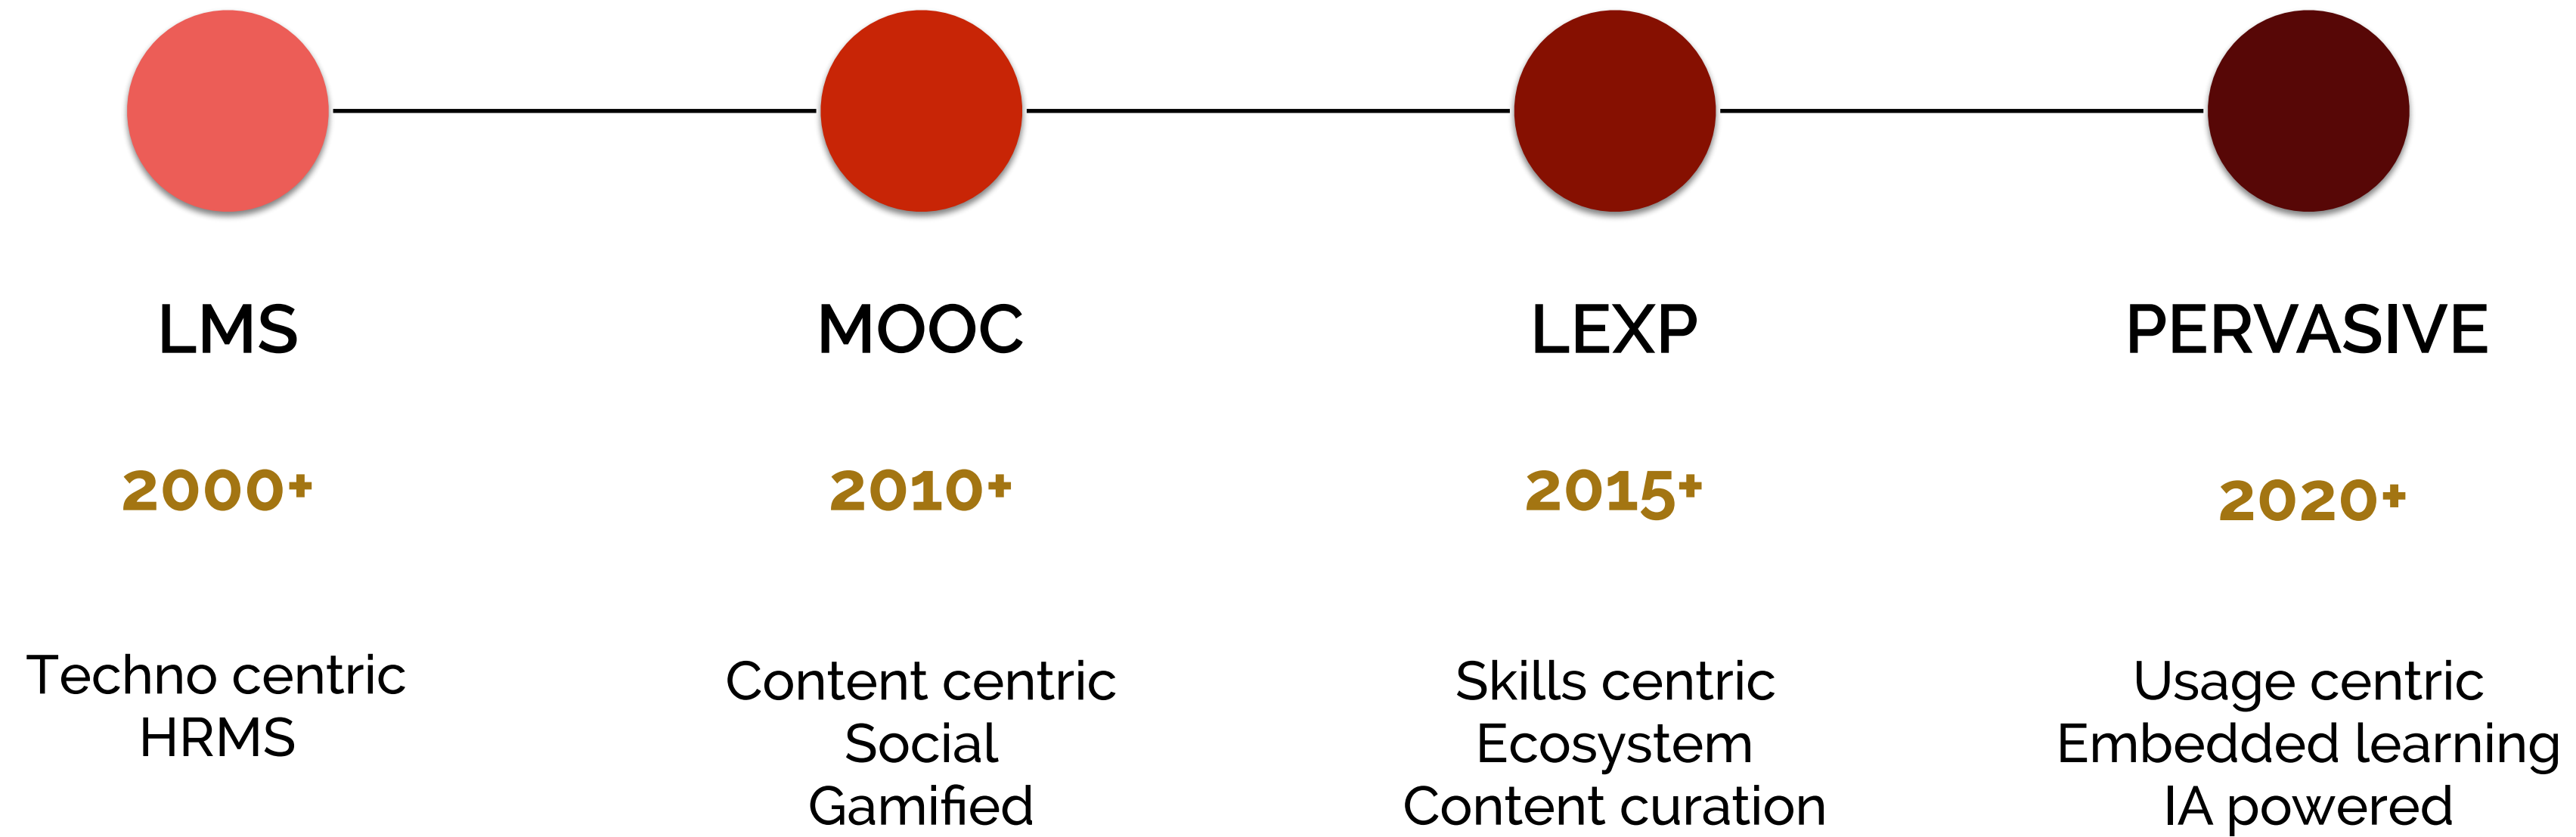 LMS
MOOC
LEXP
PERVASIVE
2000+
2010+
2015+
2020+
Techno centric
HRMS
Content centric
Social
Gamified
Skills centric
Ecosystem
Content curation
Usage centric
Embedded learning
IA powered